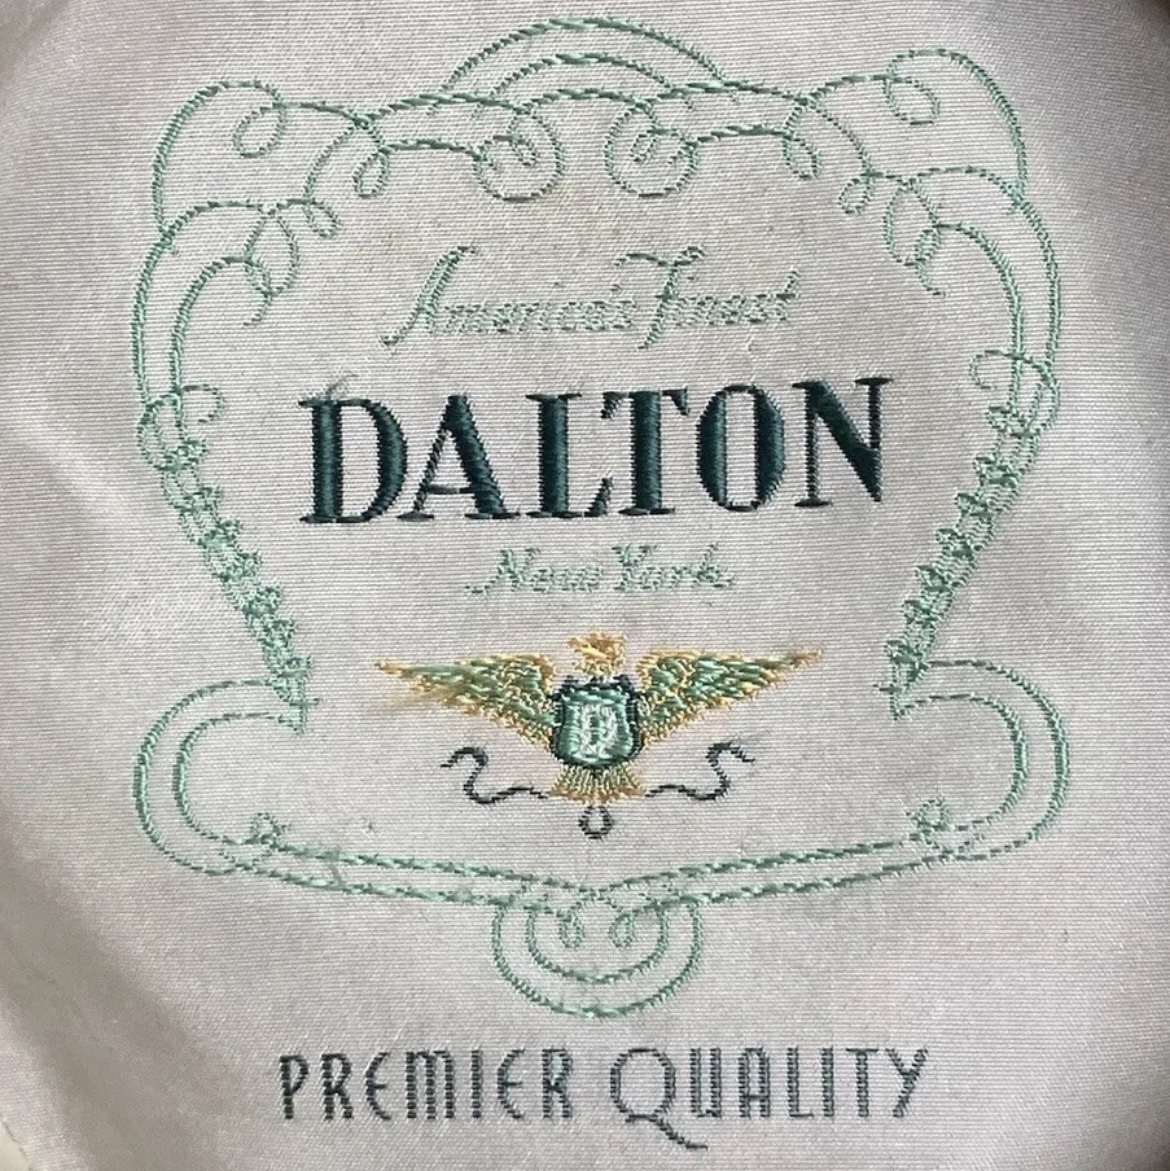 America's Finest
DALTON
New York
D
PREMIER QUALITY